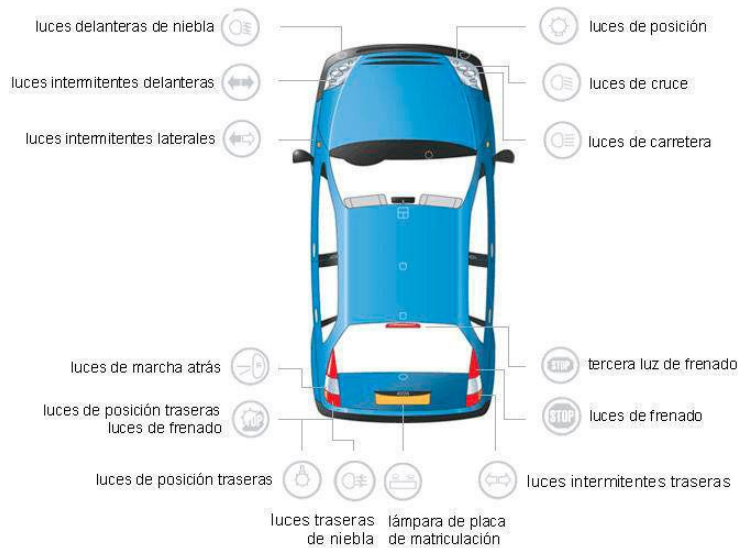 luces delanteras de niebla
luces de posición
luces intermitentes delanteras
luces de cruce
luces intermitentes laterales
luces de carretera
luces de marcha atrás
STOP
tercera luz de frenado
luces de posición traseras
luces de frenado
STOP
luces de frenado
luces de posición traseras
luces intermitentes traseras
luces traseras
de niebla
lámpara de placa
de matriculación